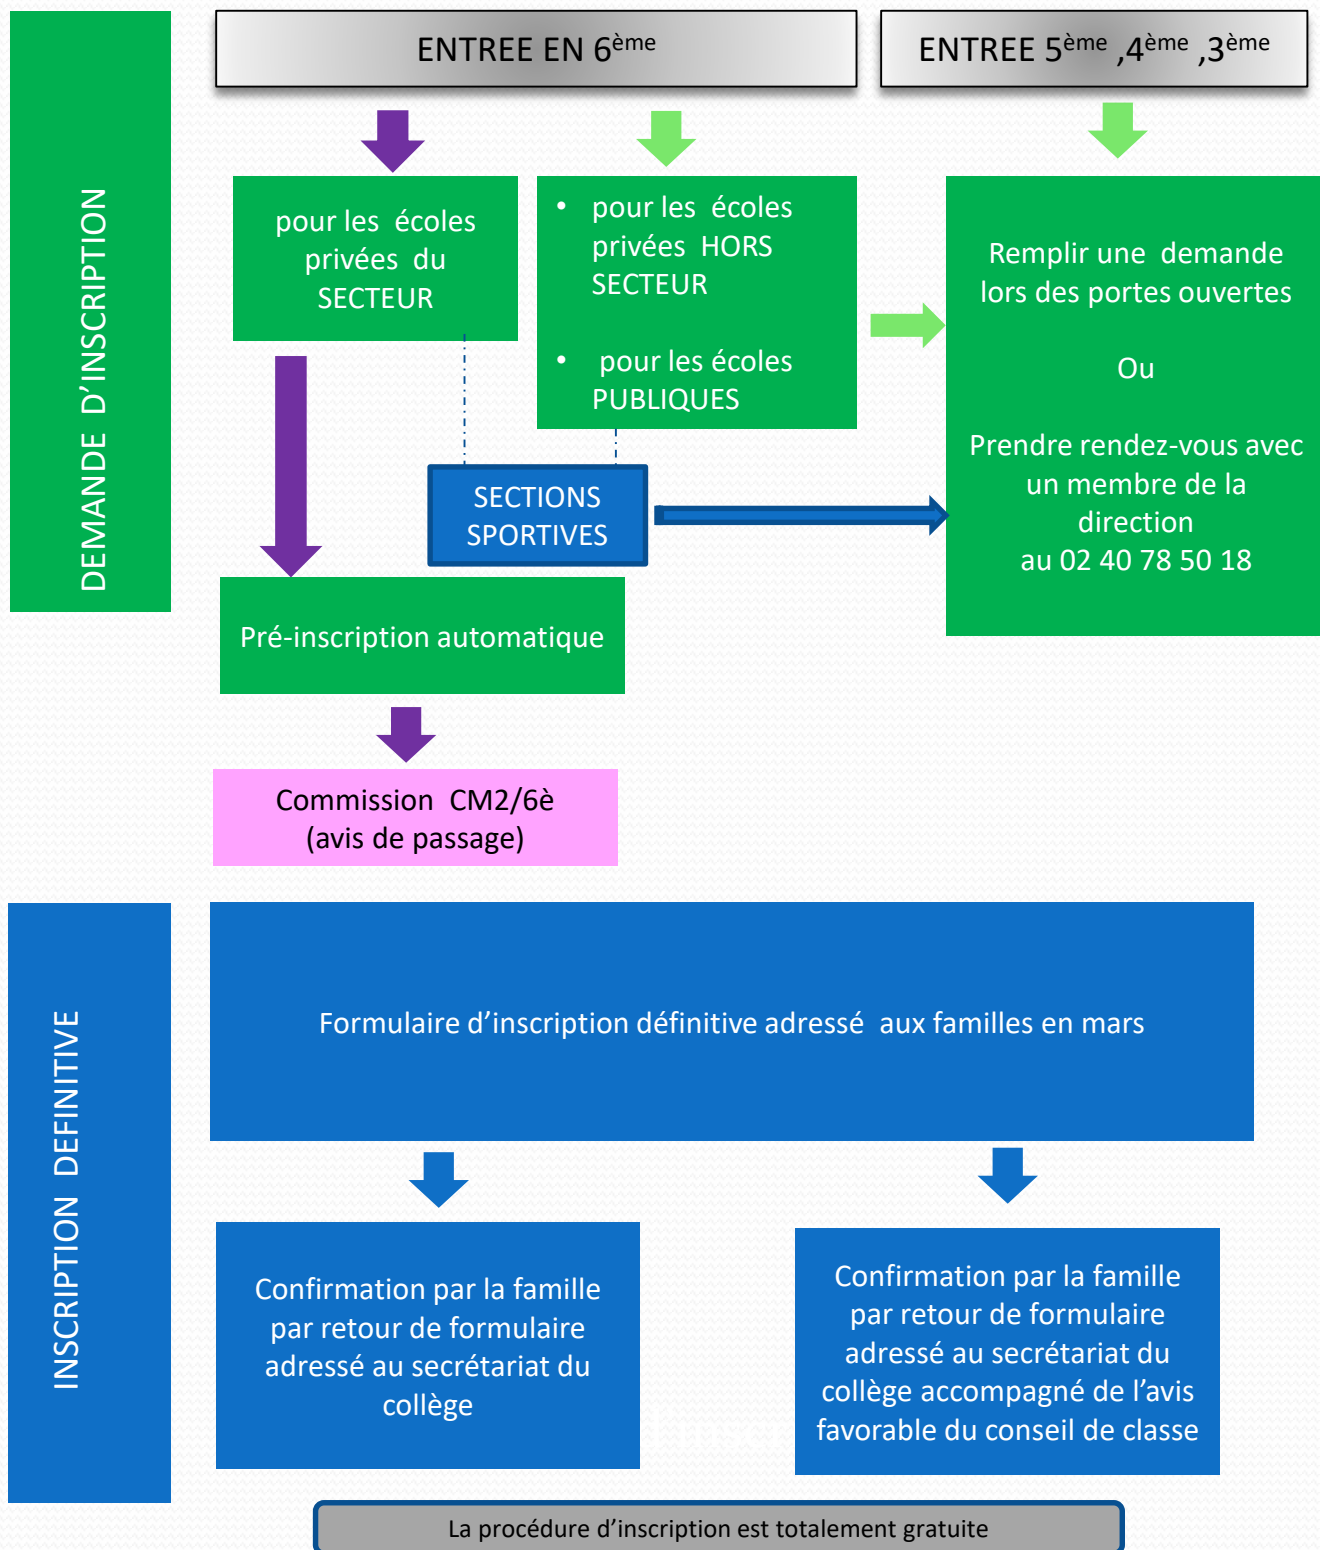 DEMANDE D’INSCRIPTION
ENTREE EN 6ème
ENTREE 5ème ,4ème ,3ème
pour les écoles
privées du
SECTEUR
• pour les écoles
privées HORS
SECTEUR
• pour les écoles
PUBLIQUES
Remplir une demande
lors des portes ouvertes
Ou
Prendre rendez-vous avec
un membre de la
direction
au 02 40 78 50 18
SECTIONS
SPORTIVES
Pré-inscription automatique
Commission CM2/6è
(avis de passage)
INSCRIPTION DEFINITIVE
Formulaire d’inscription définitive adressé aux familles en mars
Confirmation par la famille
par retour de formulaire
adressé au secrétariat du
collège
Confirmation par la famille
par retour de formulaire
adressé au secrétariat du
collège accompagné de l’avis
favorable du conseil de classe
La procédure d’inscription est totalement gratuite